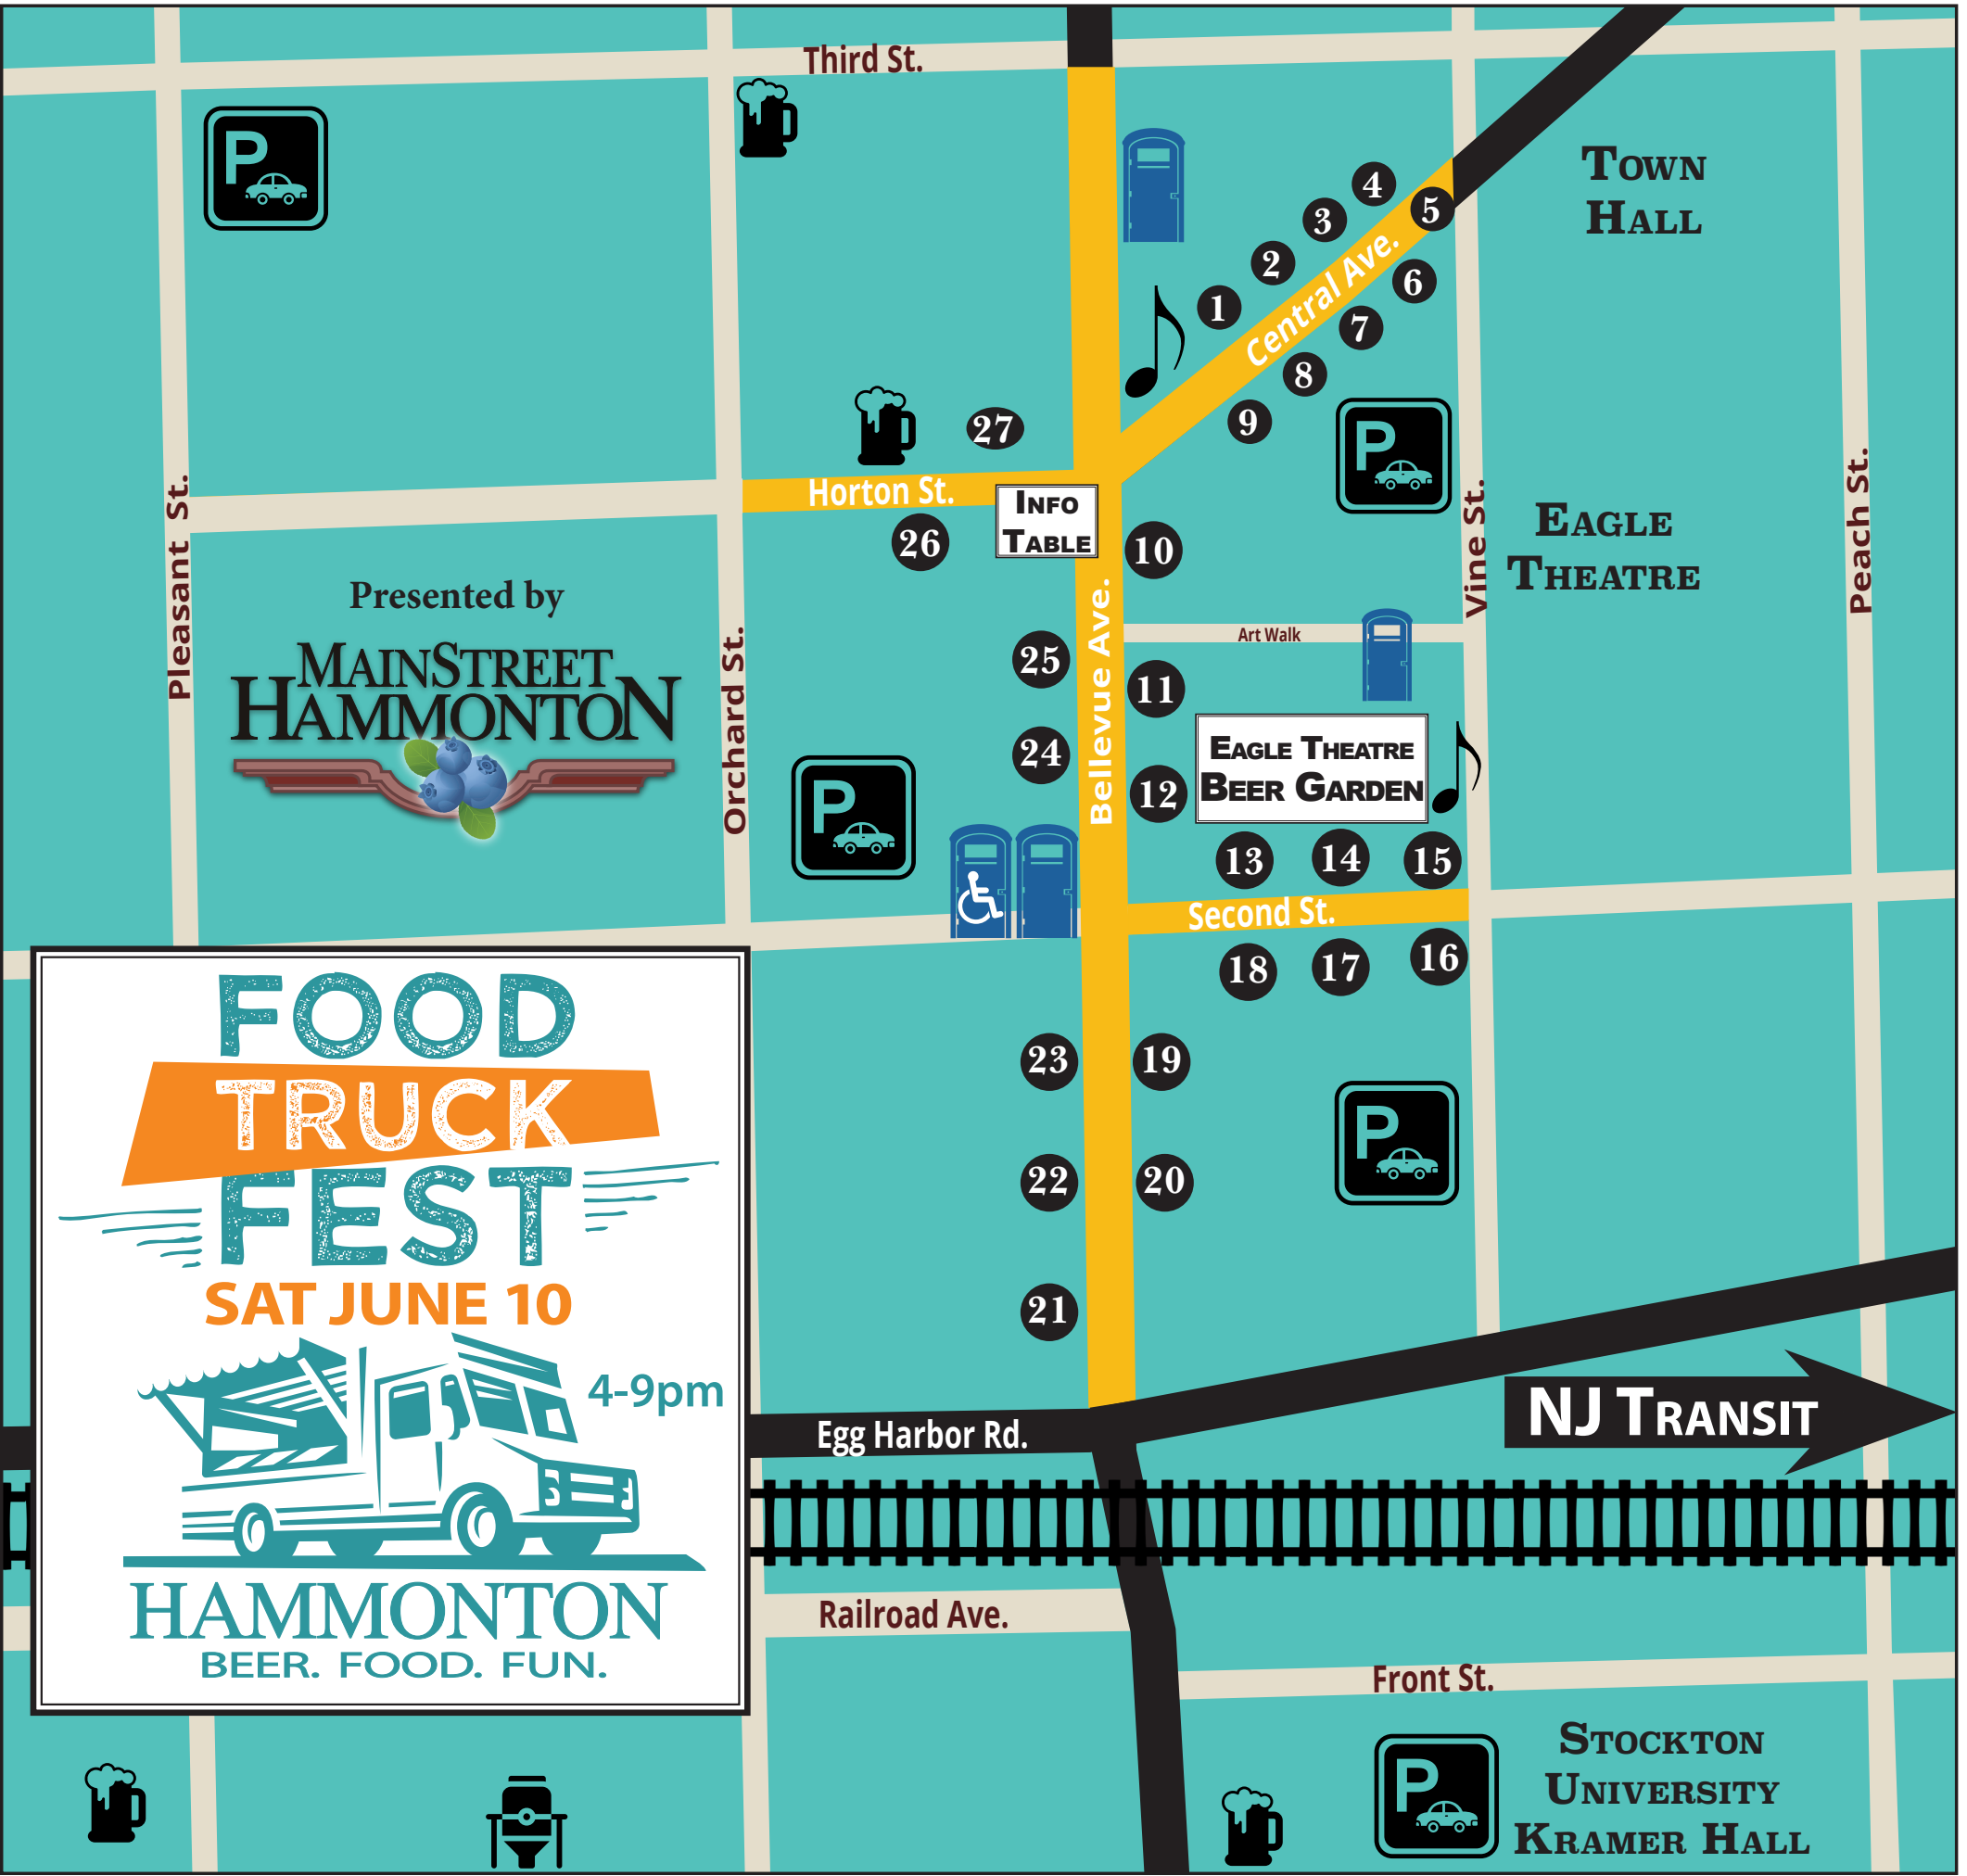 Third St.
P
4
5
3
2
1
6
7
8
9
Central Ave.
TOWN
HALL
27
P
Horton St.
INFO
TABLE
26
10
EAGLE
THEATRE
Pleasant St.
Orchard St.
Bellevue Ave.
Vine St.
Peach St.
Presented by
MAINSTREET
HAMMONTON
Art Walk
25
11
24
12
EAGLE THEATRE
BEER GARDEN
P
13
14
15
Second St.
18
17
16
23
19
22
20
P
21
FOOD
TRUCK
FEST
SAT JUNE 10
4-9pm
HAMMONTON
BEER. FOOD. FUN.
Egg Harbor Rd.
NJ TRANSIT
Railroad Ave.
Front St.
P
STOCKTON
UNIVERSITY
KRAMER HALL